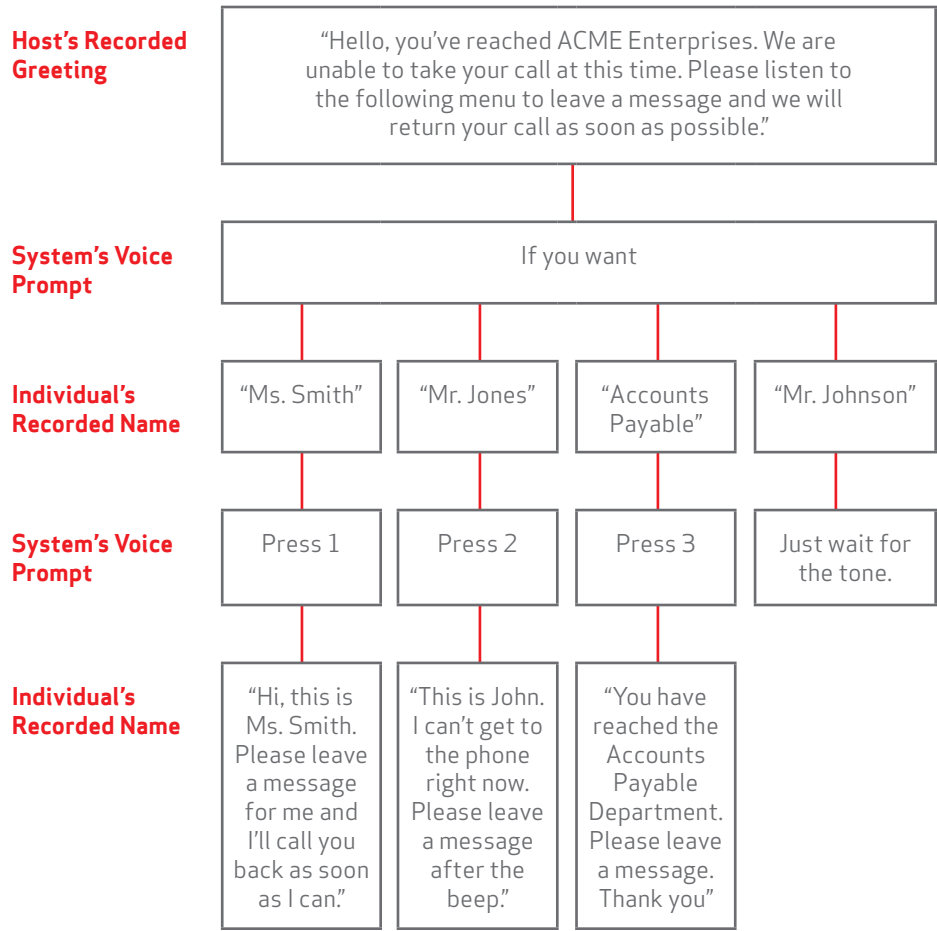 Host’s Recorded
Greeting
“Hello, you’ve reached ACME Enterprises. We are
unable to take your call at this time. Please listen to
the following menu to leave a message and we will
return your call as soon as possible.”
System’s Voice
Prompt
If you want
Individual’s
Recorded Name
“Ms. Smith”
“Mr. Jones”
“Accounts
Payable”
“Mr. Johnson”
System’s Voice
Prompt
Press 1
Press 2
Press 3
Just wait for
the tone.
Individual’s
Recorded Name
“Hi, this is
Ms. Smith.
Please leave
a message
for me and
I’ll call you
back as soon
as I can.”
“This is John.
I can’t get to
the phone
right now.
Please leave
a message
after the
beep.”
“You have
reached the
Accounts
Payable
Department.
Please leave
a message.
Thank you”